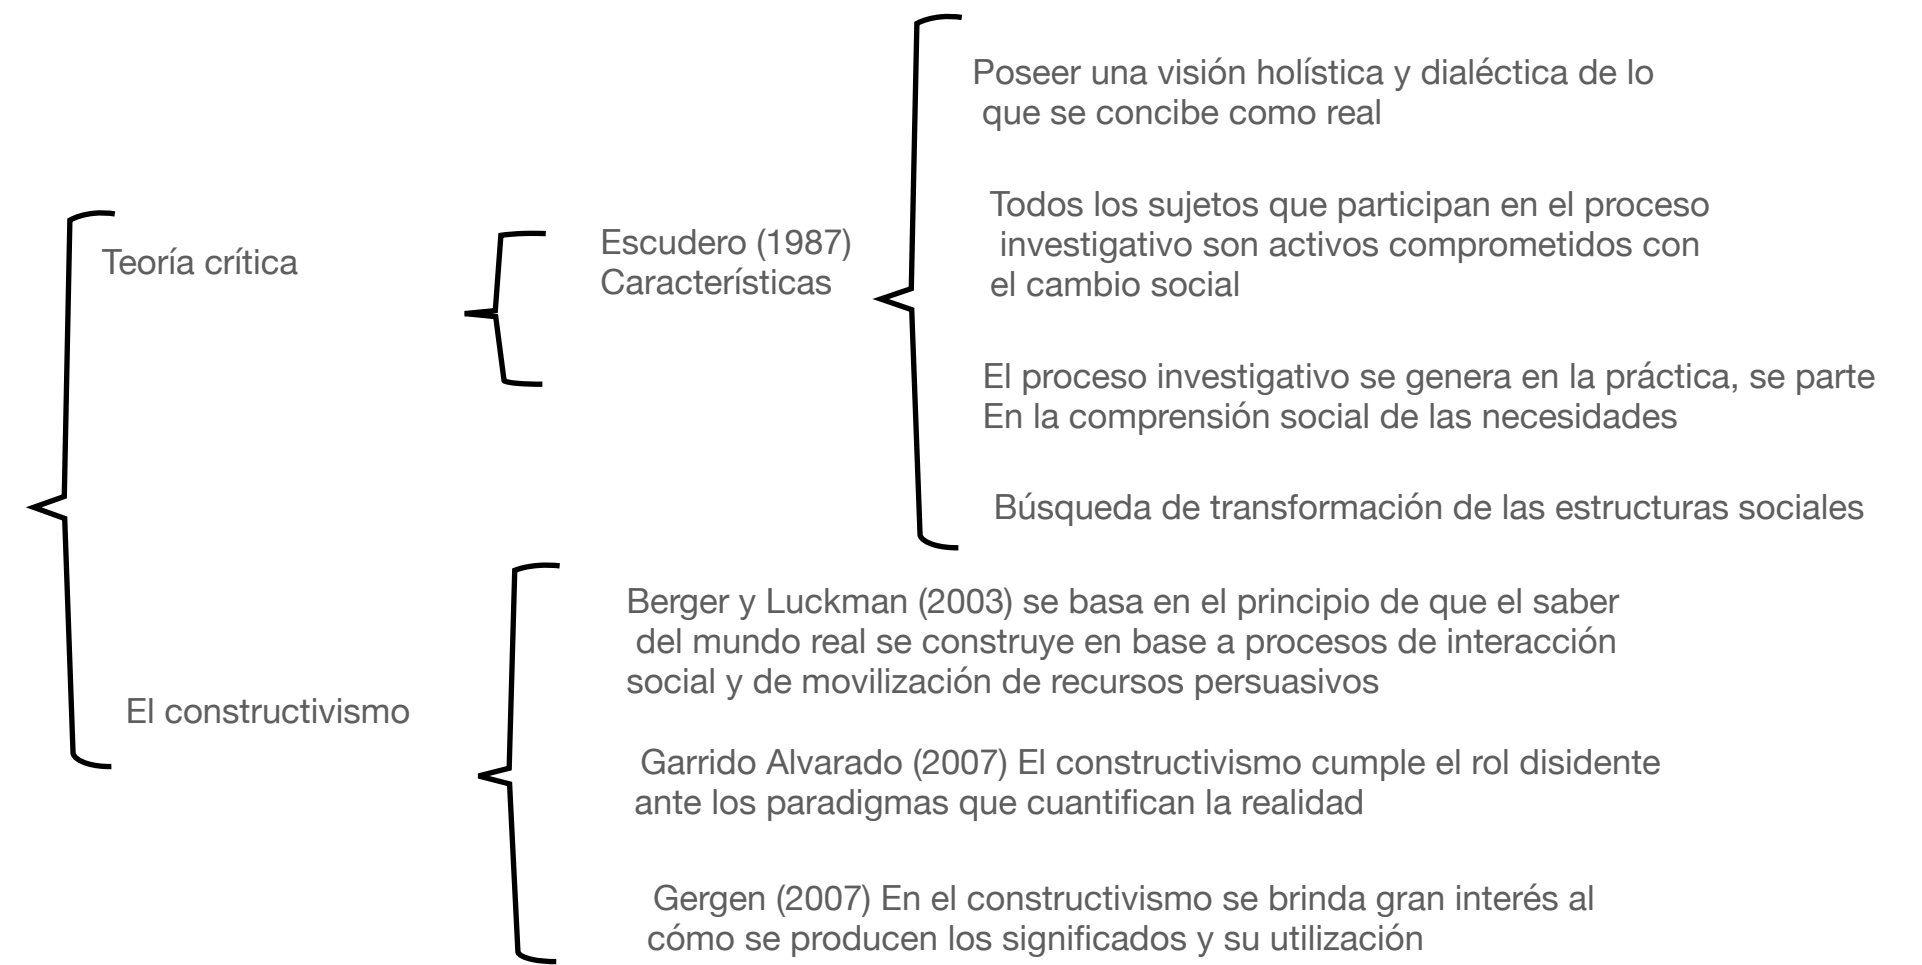 Teoría crítica
Escudero (1987)
Características
Poseer una visión holística y dialéctica de lo
que se concibe como real
Todos los sujetos que participan en el proceso
investigativo son activos comprometidos con
el cambio social
El proceso investigativo se genera en la práctica, se parte
En la comprensión social de las necesidades
Búsqueda de transformación de las estructuras sociales
El constructivismo
Berger y Luckman (2003) se basa en el principio de que el saber
del mundo real se construye en base a procesos de interacción
social y de movilización de recursos persuasivos
Garrido Alvarado (2007) El constructivismo cumple el rol disidente
ante los paradigmas que cuantifican la realidad
Gergen (2007) En el constructivismo se brinda gran interés al
cómo se producen los significados y su utilización